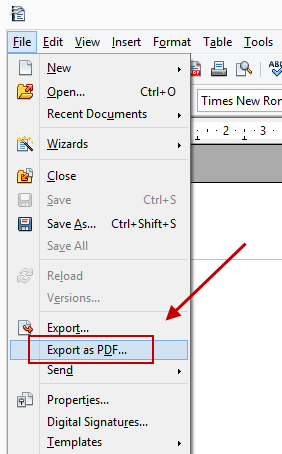 File Edit View Insert Format Table Tools
New
Open... Ctrl+O
Recent Documents
Times New Ro
Wizards
2 3
Close
Save Ctrl+S
Save As... Ctrl+Shift+S
Save All
Reload
Versions...
Export...
Export as PDF...
Send
Properties...
Digital Signatures...
Templates